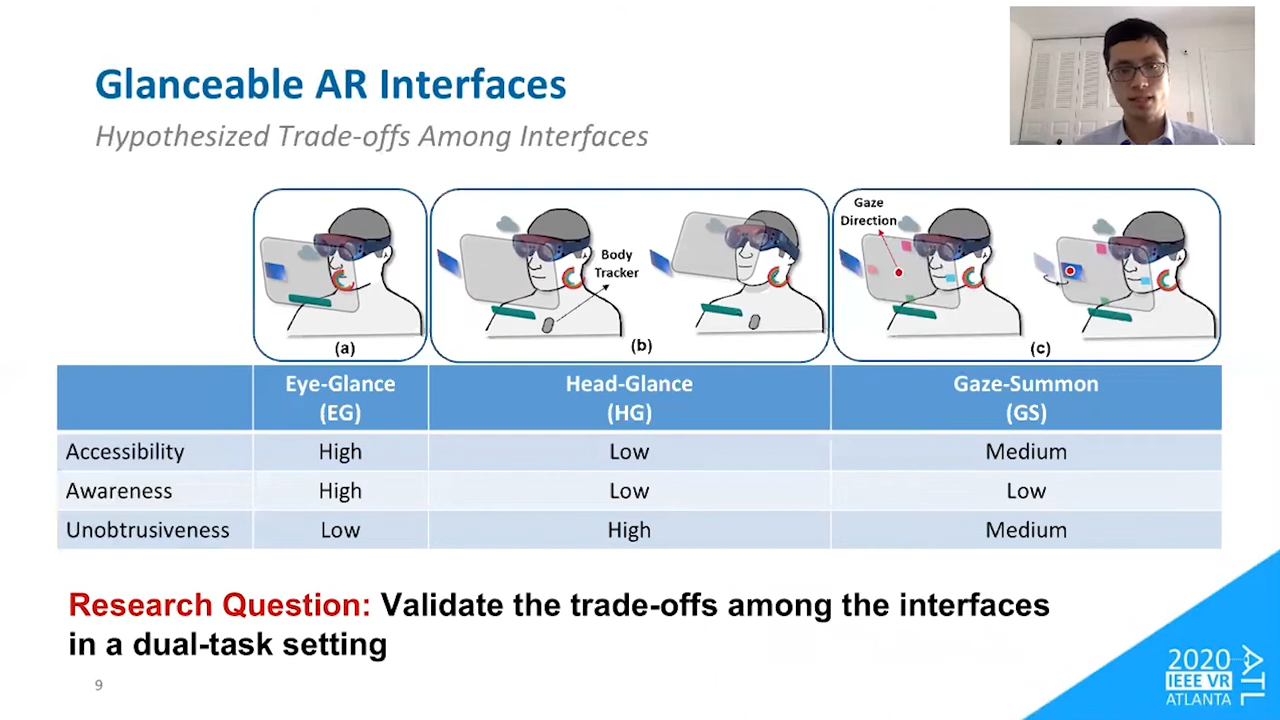 Glanceable AR Interfaces
Hypothesized Trade-offs Among Interfaces
Body
Tracker
Gaze
Direction
(a)
(b)
(c)
Eye-Glance
(EG)
Head-Glance
(HG)
Gaze-Summon
(GS)
Accessibility High Low Medium
Awareness High Low Low
Unobtrusiveness Low High Medium
Research Question: Validate the trade-offs among the interfaces
in a dual-task setting
9
2020
IEEE VR
ATLANTA
ATL